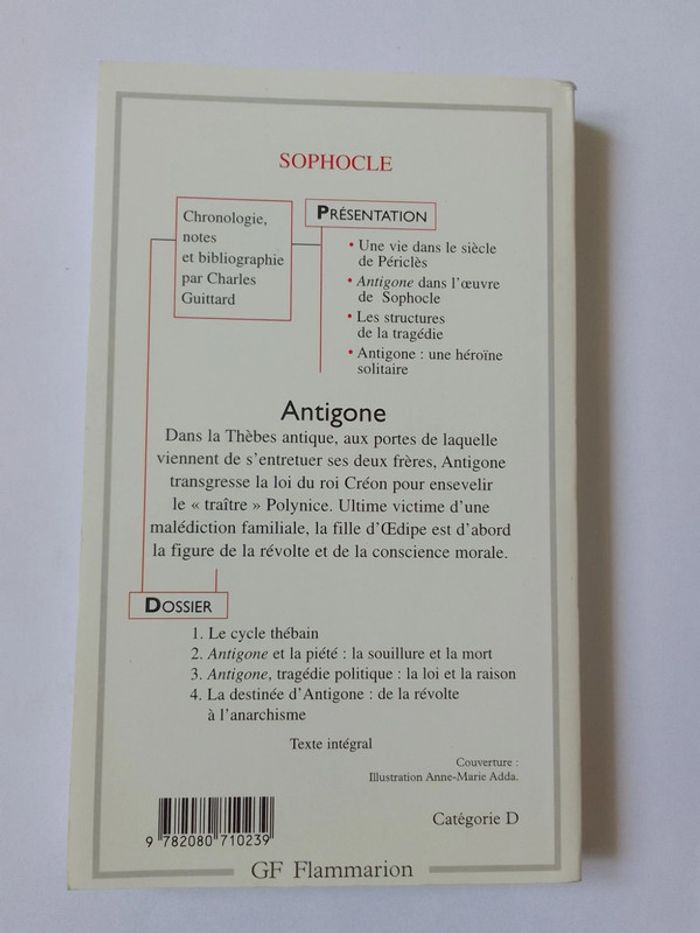 SOPHOCLE
Chronologie,
notes
et bibliographie
par Charles
Guittard
PRÉSENTATION
• Une vie dans le siècle
de Périclès
• Antigone dans l'œuvre
de Sophocle
• Les structures
de la tragédie
• Antigone : une héroïne
solitaire
Antigone
Dans la Thèbes antique, aux portes de laquelle
viennent de s'entretuer ses deux frères, Antigone
transgresse la loi du roi Créon pour ensevelir
le « traître » Polynice. Ultime victime d'une
malédiction familiale, la fille d'Œdipe est d'abord
la figure de la révolte et de la conscience morale.
DOSSIER
1. Le cycle thébain
2. Antigone et la piété : la souillure et la mort
3. Antigone, tragédie politique : la loi et la raison
4. La destinée d'Antigone : de la révolte
à l'anarchisme
Texte intégral
Couverture :
Illustration Anne-Marie Adda.
9 782080 710239
Catégorie D
GF Flammarion